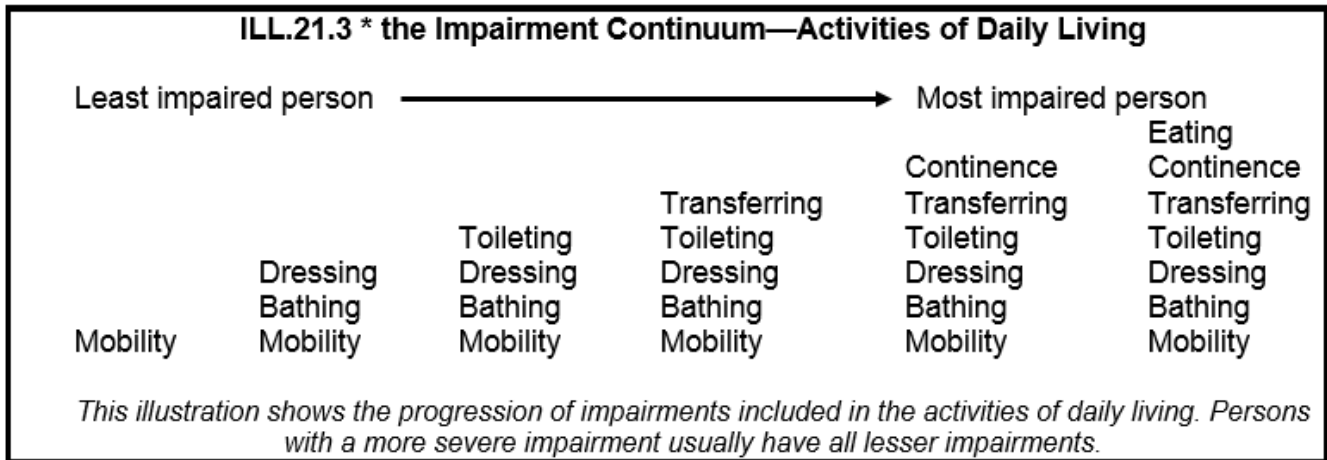 ILL.21.3 * the Impairment Continuum—Activities of Daily Living
Least impaired person Most impaired person
Eating
Continence Continence
Transferring Transferring Transferring
Toileting Toileting Toileting Toileting
Dressing Dressing Dressing Dressing Dressing
Bathing Bathing Bathing Bathing Bathing
Mobility Mobility Mobility Mobility Mobility Mobility
This illustration shows the progression of impairments included in the activities of daily living. Persons
with a more severe impairment usually have all lesser impairments.